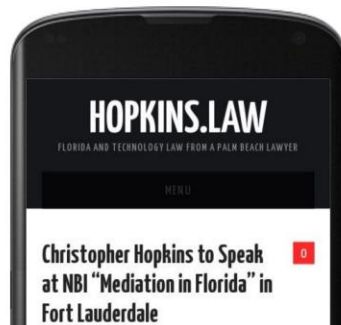 HOPKINS.LAW
FLORIDA AND TECHNOLOGY LAW FROM A PALM BEACH LAWYER
MENU
Christopher Hopkins to Speak
0
at NBI “Mediation in Florida” in
Fort Lauderdale